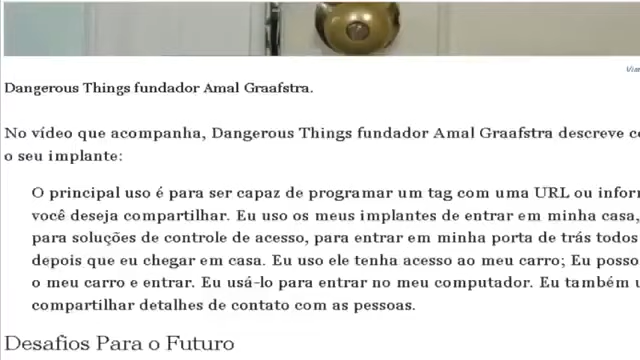 Dangerous Things fundador Amal Graafstra.
No vídeo que acompanha, Dangerous Things fundador Amal Graafstra descreve
o seu implante:
O principal uso é para ser capaz de programar um tag com uma URL ou
você deseja compartilhar. Eu uso os meus implantes de entrar em minha casa,
para soluções de controle de acesso, para entrar em minha porta de trás todos
depois que eu chegar em casa. Eu uso ele tenha acesso ao meu carro; Eu posso
o meu carro e entrar. Eu usá-lo para entrar no meu computador. Eu também
compartilhar detalhes de contato com as pessoas.
Desafios Para o Futuro